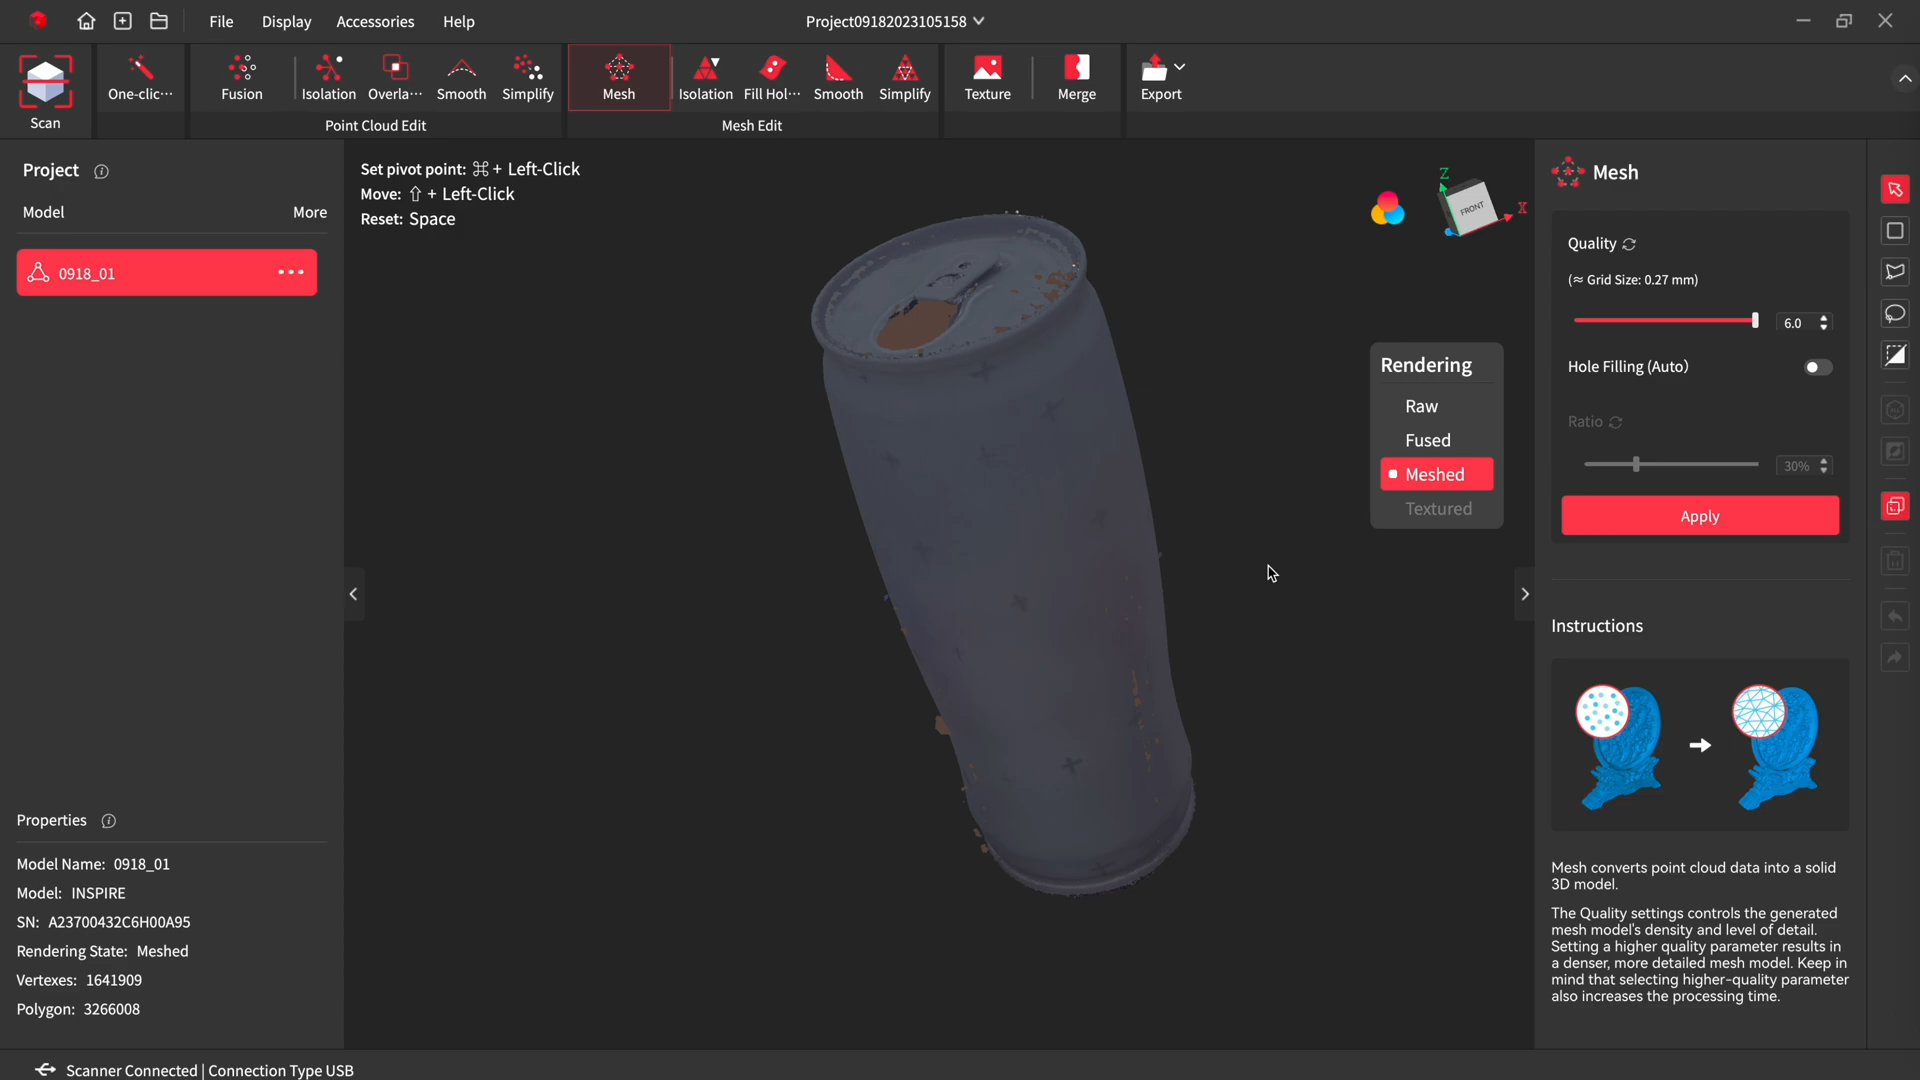 File Display Accessories Help
Project09182023105158
Scan
One-clic···
Fusion
Isolation
Overla···
Smooth
Simplify
Point Cloud Edit
Mesh
Isolation
Fill Hol···
Smooth
Simplify
Mesh Edit
Texture
Merge
Export
Project
Model More
0918_01
Properties
Model Name: 0918_01
Model: INSPIRE
SN: A23700432C6H00A95
Rendering State: Meshed
Vertexes: 1641909
Polygon: 3266008
Set pivot point: ⌘ + Left-Click
Move: ⇧ + Left-Click
Reset: Space
Z
FRONT
X
Rendering
Raw
Fused
Meshed
Textured
Mesh
Quality
(≈ Grid Size: 0.27 mm)
6.0
Hole Filling (Auto)
Ratio
30%
Apply
Instructions
Mesh converts point cloud data into a solid
3D model.
The Quality settings controls the generated
mesh model's density and level of detail.
Setting a higher quality parameter results in
a denser, more detailed mesh model. Keep in
mind that selecting higher-quality parameter
also increases the processing time.
Scanner Connected | Connection Type USB